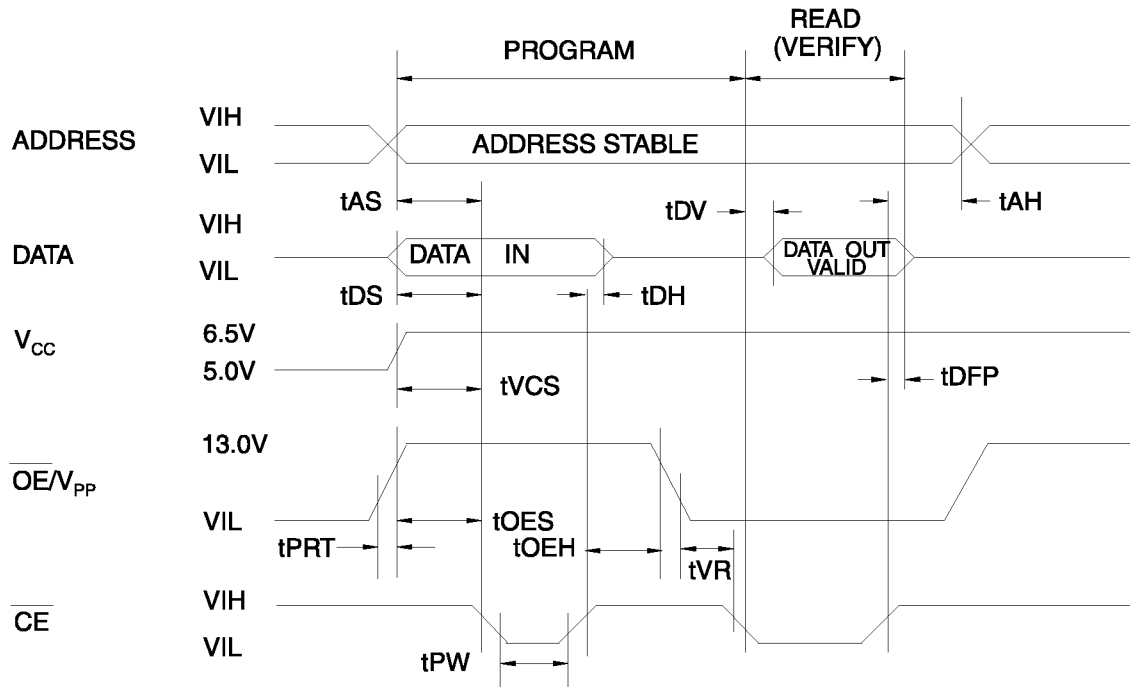 READ
(VERIFY)
PROGRAM
VIH
ADDRESS
ADDRESS STABLE
VIL
tAS
tDV
tAH
VIH
DATA
DATA IN
DATA OUT
VALID
VIL
tDS
tDH
VCC
6.5V
5.0V
tVCS
tDFP
13.0V
OE/VPP
VIL
tOES
tPRT
tOEH
tVR
VIH
CE
VIL
tPW